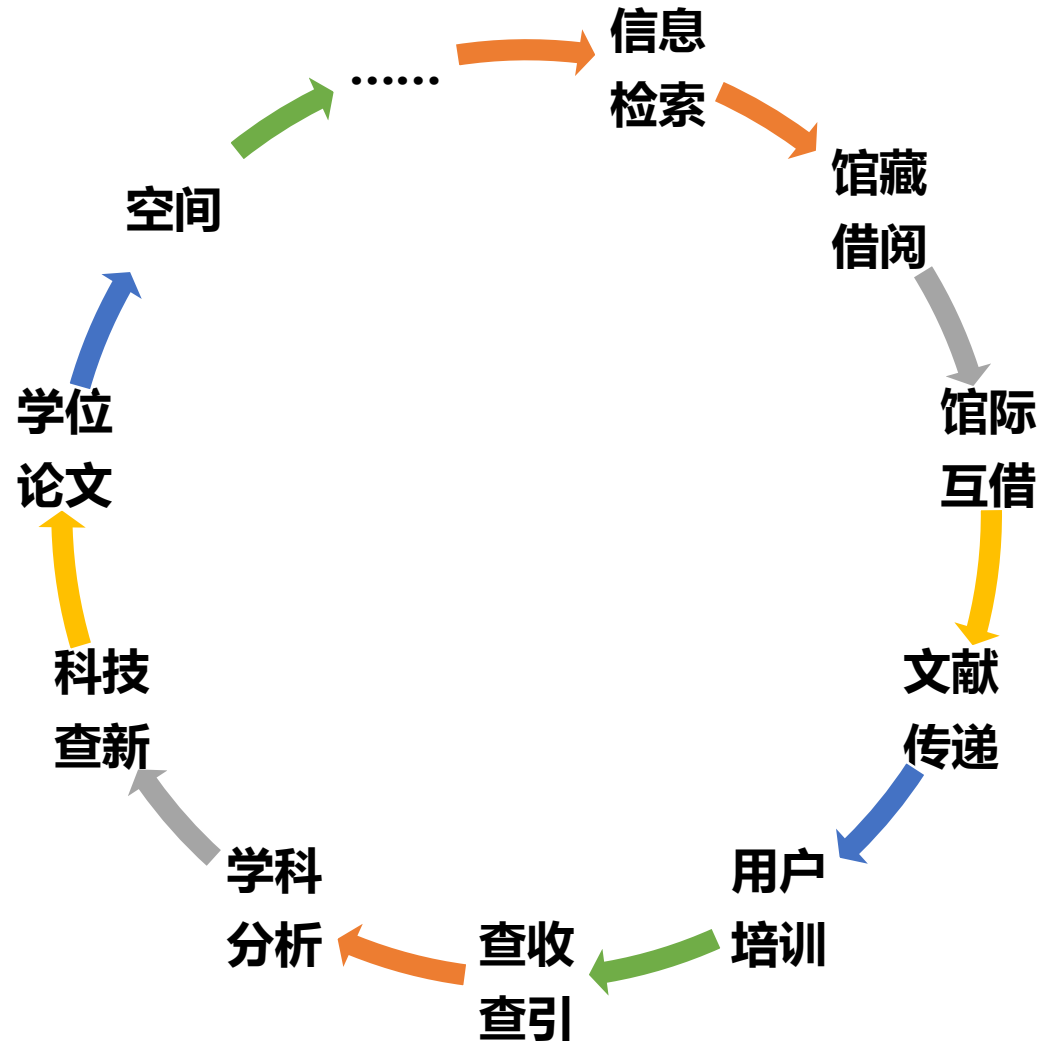 信息
检索
馆藏
借阅
馆际
互借
文献
传递
用户
培训
查收
查引
学科
分析
科技
查新
学位
论文
空间
……